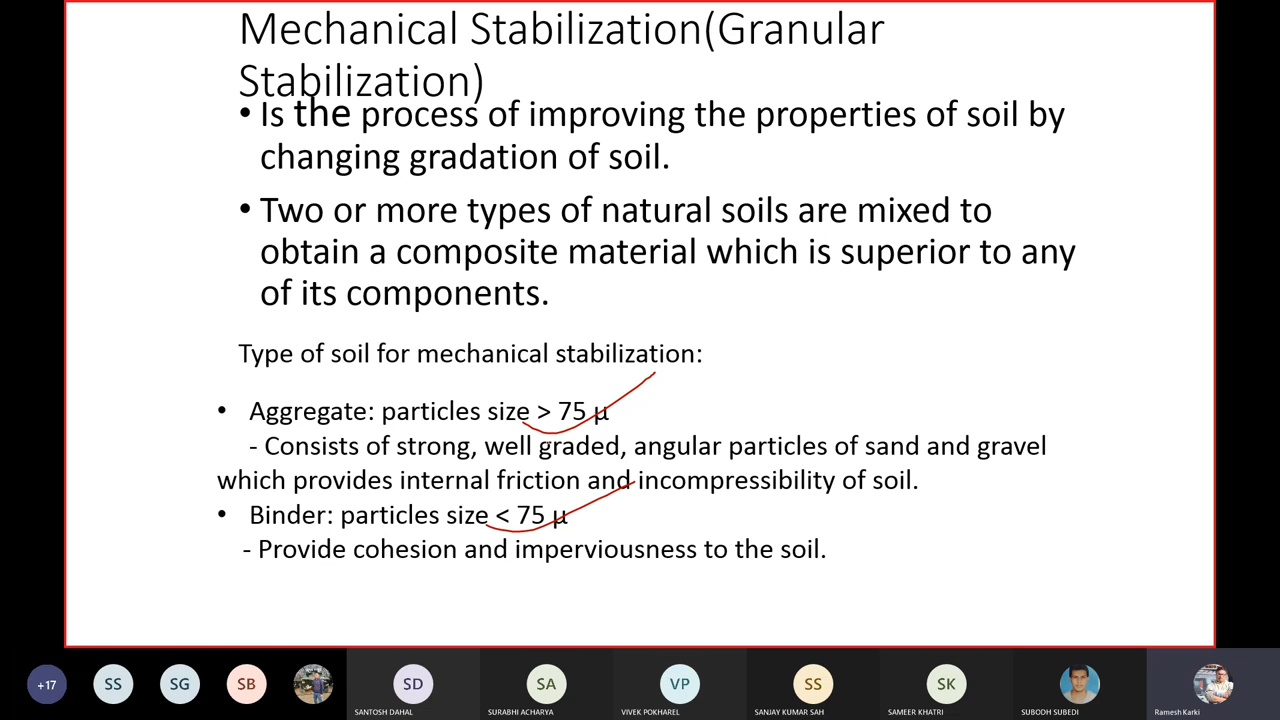 Mechanical Stabilization(Granular
Stabilization)
• Is the process of improving the properties of soil by
changing gradation of soil.
• Two or more types of natural soils are mixed to
obtain a composite material which is superior to any
of its components.
Type of soil for mechanical stabilization:
• Aggregate: particles size > 75 μ
- Consists of strong, well graded, angular particles of sand and gravel
which provides internal friction and incompressibility of soil.
• Binder: particles size < 75 μ
- Provide cohesion and imperviousness to the soil.
+17 SS SG SB SD SA VP SS SK
SANTOSH DAHAL SURABHI ACHARYA VIVEK POKHAREL SANJAY KUMAR SAH SAMEER KHATRI SUBODH SUBEDI Ramesh Karki